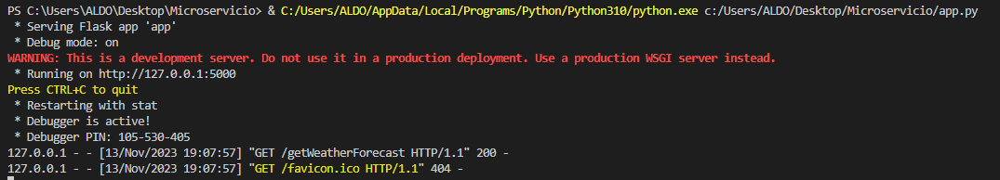 PS C:\Users\ALDO\Desktop\Microservicio> & C:/Users/ALDO/AppData/Local/Programs/Python/Python310/python.exe c:/Users/ALDO/Desktop/Microservicio/app.py
 * Serving Flask app 'app'
 * Debug mode: on
WARNING: This is a development server. Do not use it in a production deployment. Use a production WSGI server instead.
 * Running on http://127.0.0.1:5000
Press CTRL+C to quit
 * Restarting with stat
 * Debugger is active!
 * Debugger PIN: 105-530-405
127.0.0.1 - - [13/Nov/2023 19:07:57] "GET /getWeatherForecast HTTP/1.1" 200 -
127.0.0.1 - - [13/Nov/2023 19:07:57] "GET /favicon.ico HTTP/1.1" 404 -